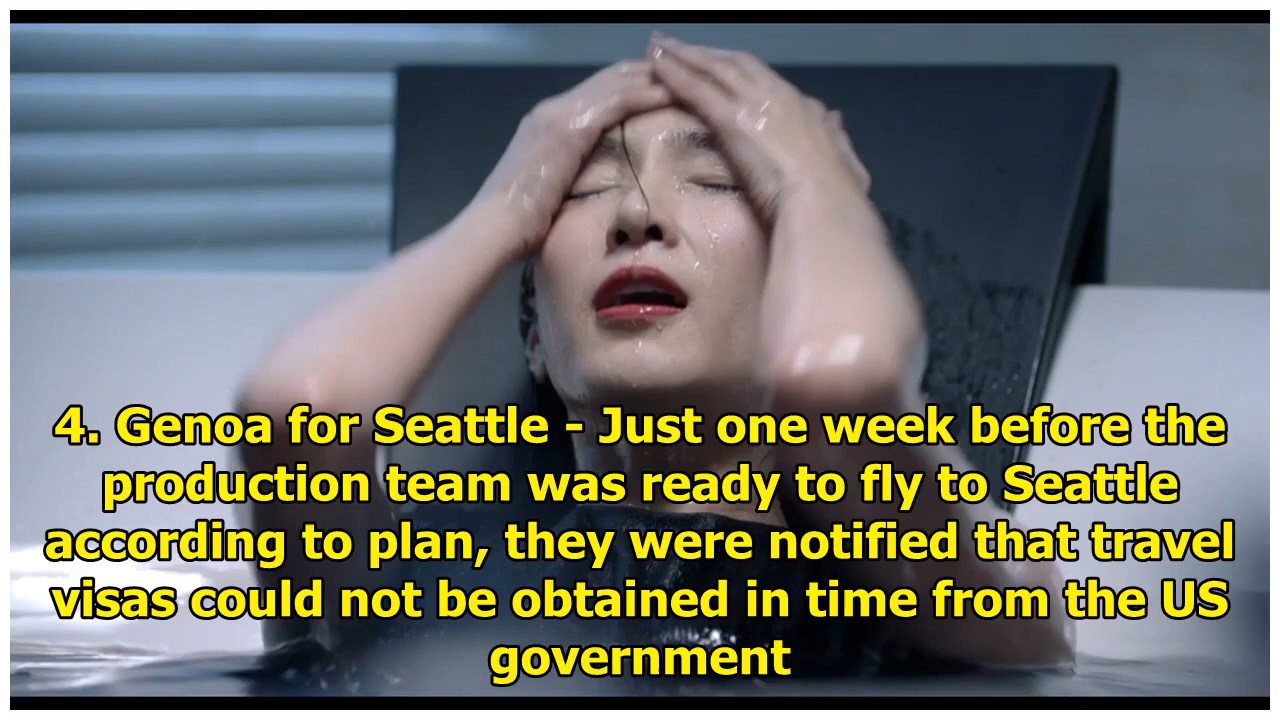 4. Genoa for Seattle - Just one week before the
production team was ready to fly to Seattle
according to plan, they were notified that travel
visas could not be obtained in time from the US
government